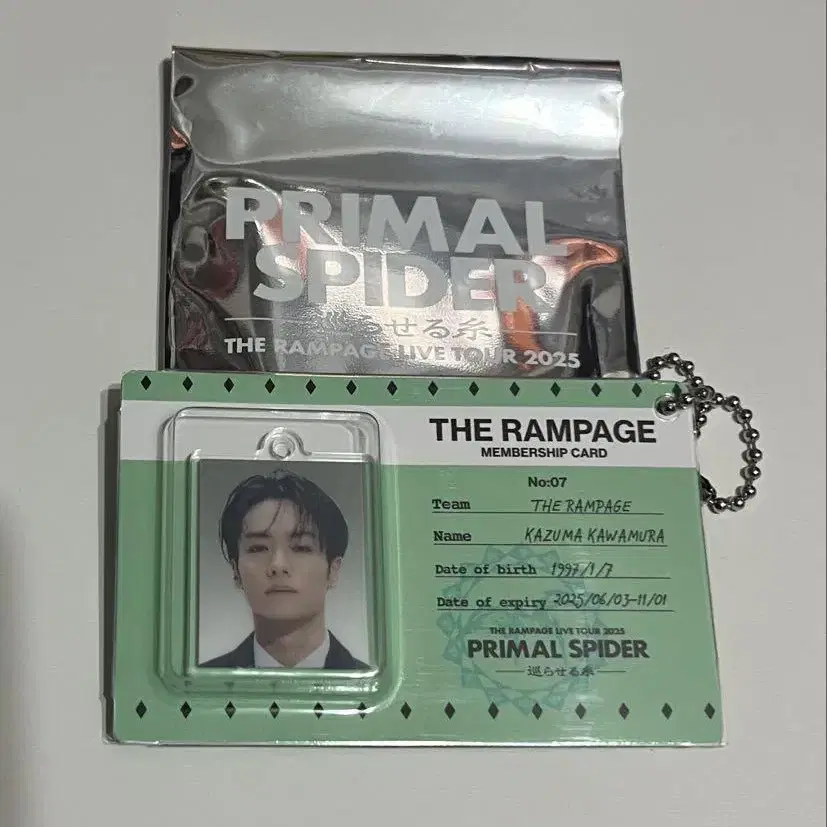 PRIMAL
SPIDER
巡らせる糸
THE RAMPAGE LIVE TOUR 2025
THE RAMPAGE
MEMBERSHIP CARD
No:07
Team THE RAMPAGE
Name KAZUMA KAWAMURA
Date of birth 1997/1/7
Date of expiry 2025/06/03-11/01
THE RAMPAGE LIVE TOUR 2025
PRIMAL SPIDER
巡らせる糸